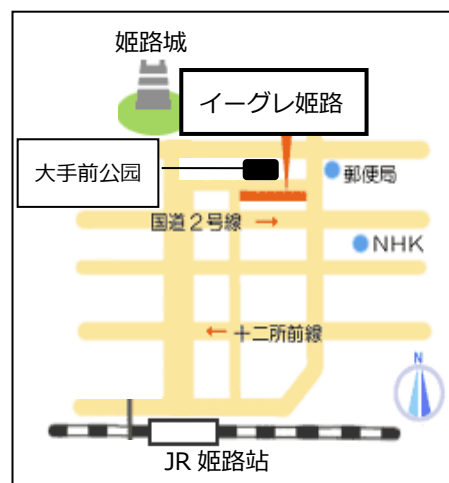 姫路城
イーグレ姫路
大手前公园
郵便局
国道２号線 →
NHK
← 十二所前線
N
JR 姫路站